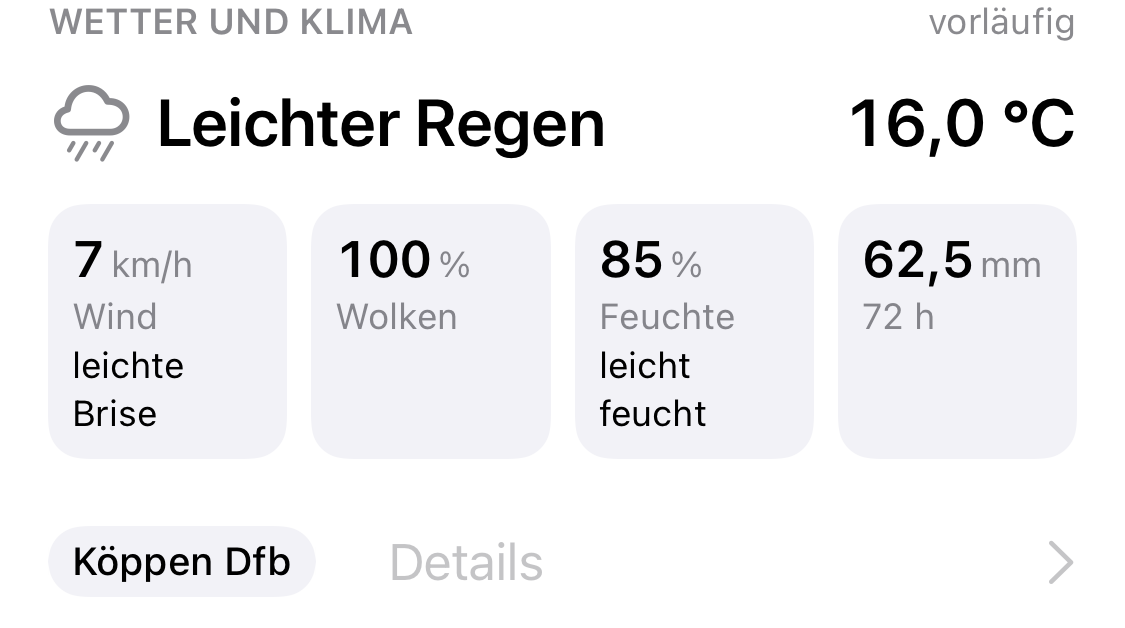 WETTER UND KLIMA vorläufig
Leichter Regen 16,0 °C
7 km/h 100 % 85 % 62,5 mm
Wind Wolken Feuchte 72 h
leichte leicht
Brise feucht
Köppen Dfb Details